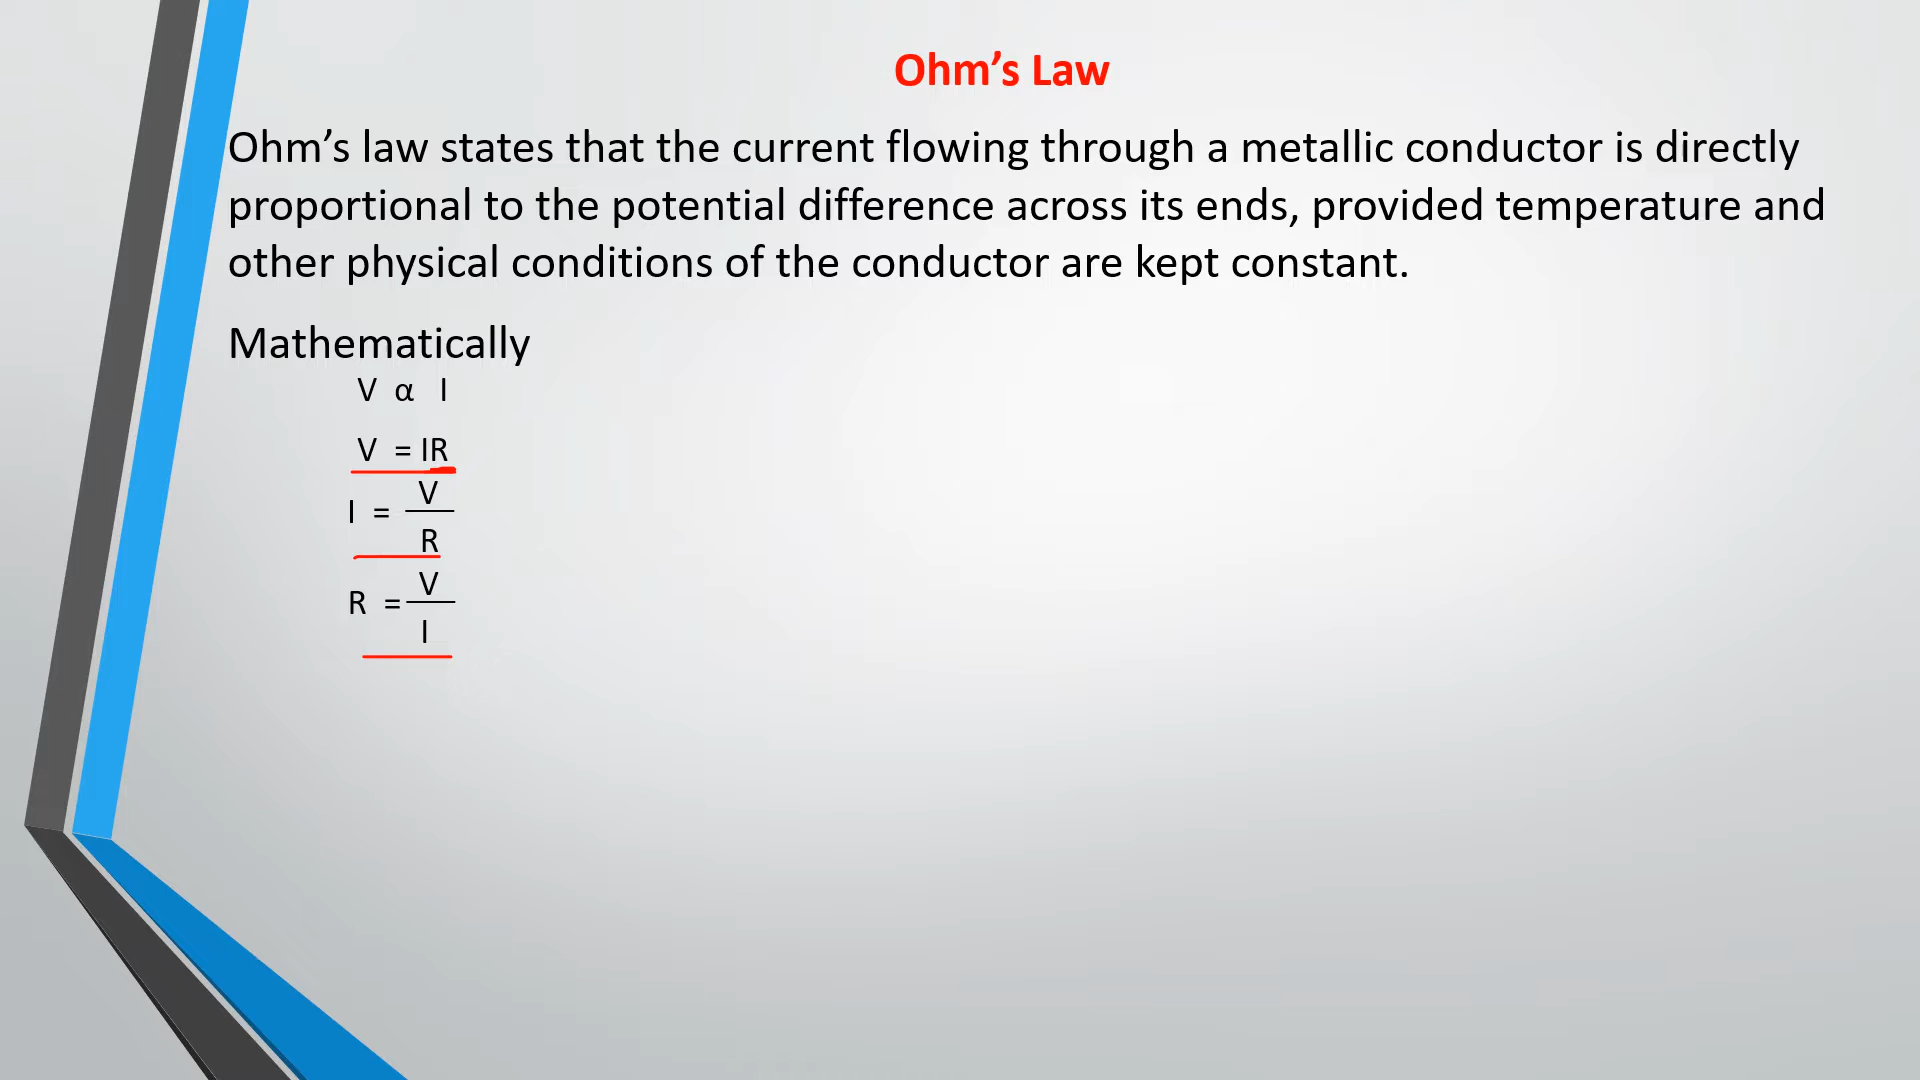 Ohm’s Law
Ohm’s law states that the current flowing through a metallic conductor is directly
proportional to the potential difference across its ends, provided temperature and
other physical conditions of the conductor are kept constant.
Mathematically
V α I
V = IR
V
I =
R
V
R =
I